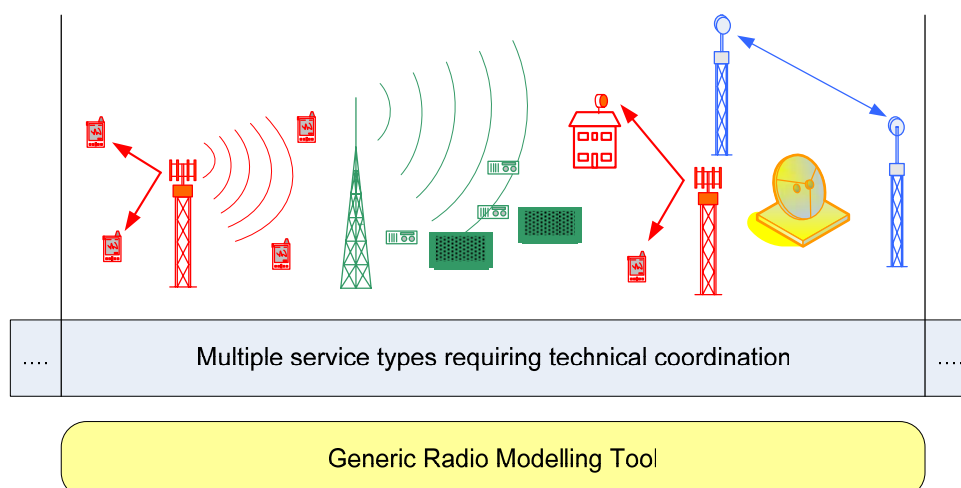 ....
Multiple service types requiring technical coordination
....
Generic Radio Modelling Tool